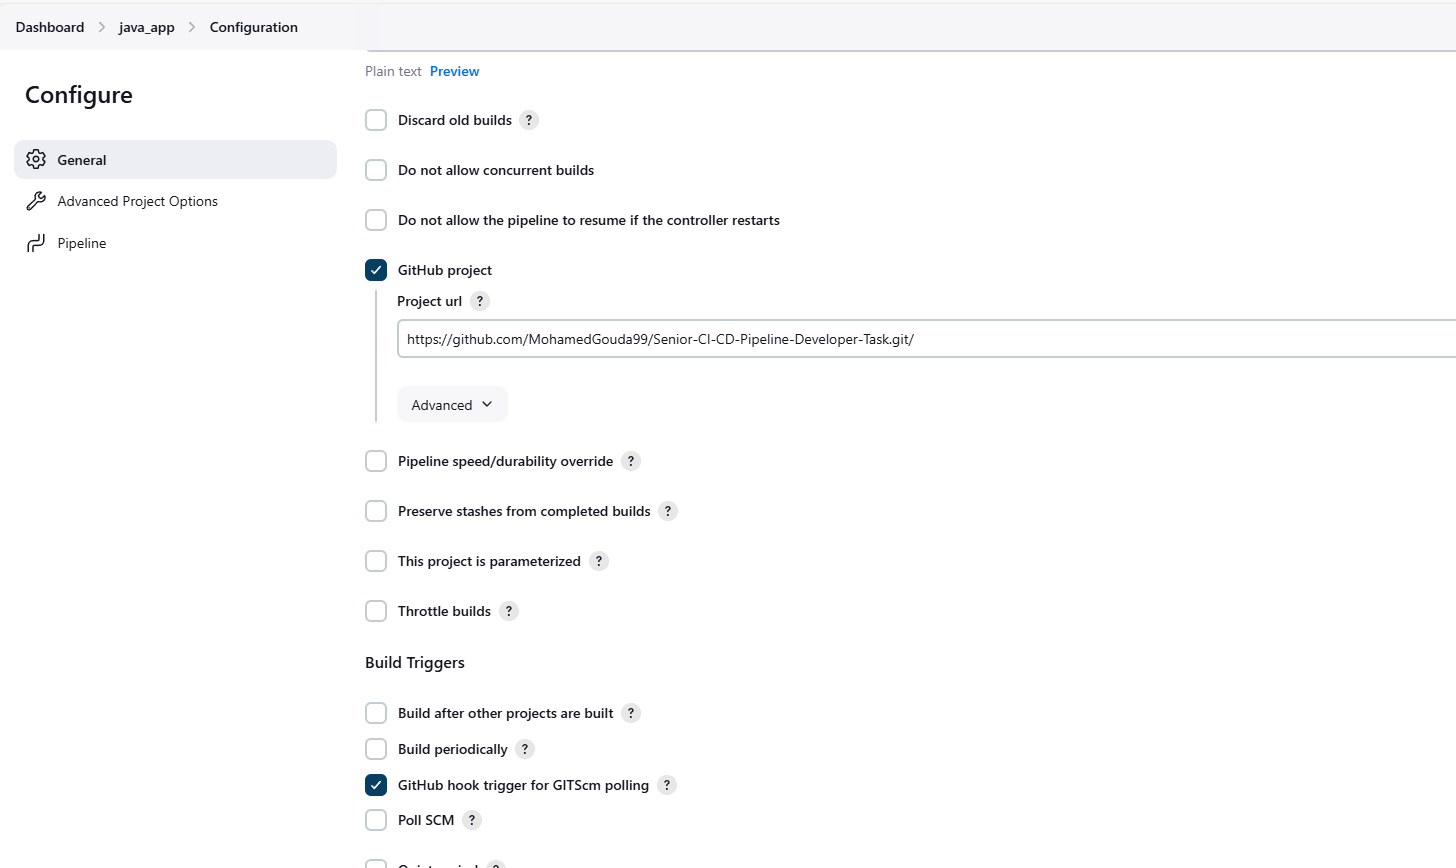 Dashboard > java_app > Configuration
Configure
General
Advanced Project Options
Pipeline
Plain text Preview
Discard old builds ?
Do not allow concurrent builds
Do not allow the pipeline to resume if the controller restarts
GitHub project
Project url ?
https://github.com/MohamedGouda99/Senior-CI-CD-Pipeline-Developer-Task.git/
Advanced
Pipeline speed/durability override ?
Preserve stashes from completed builds ?
This project is parameterized ?
Throttle builds ?
Build Triggers
Build after other projects are built ?
Build periodically ?
GitHub hook trigger for GITScm polling ?
Poll SCM ?